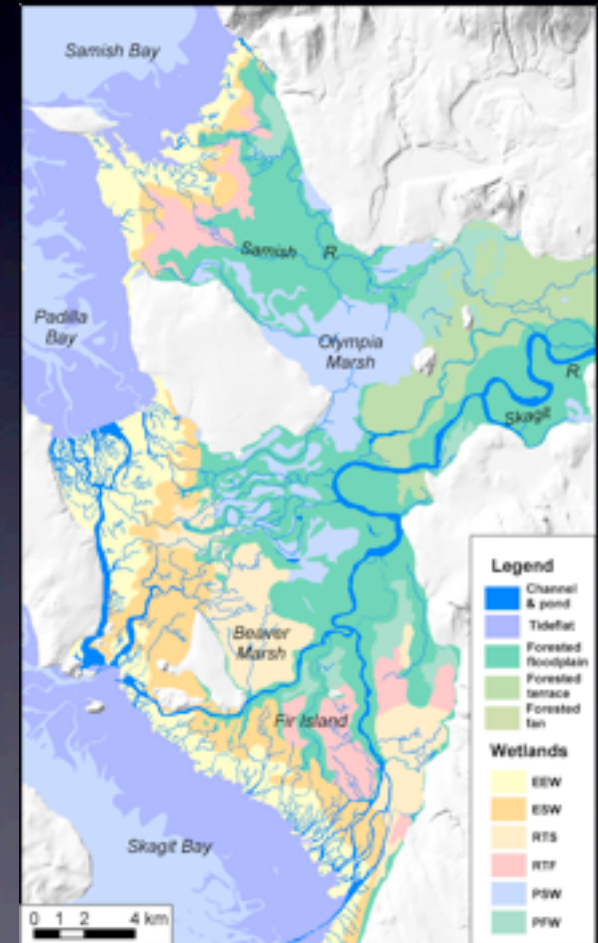 Samish Bay
Samish R.
Padilla
Bay
Olympia
Marsh
Skagit R.
Beaver
Marsh
Fir Island
Skagit Bay
0 1 2 4 km
Legend
Channel
& pond
Tideflat
Forested
floodplain
Forested
terrace
Forested
fan
Wetlands
EEW
ESW
RTS
RTF
PSW
PFW